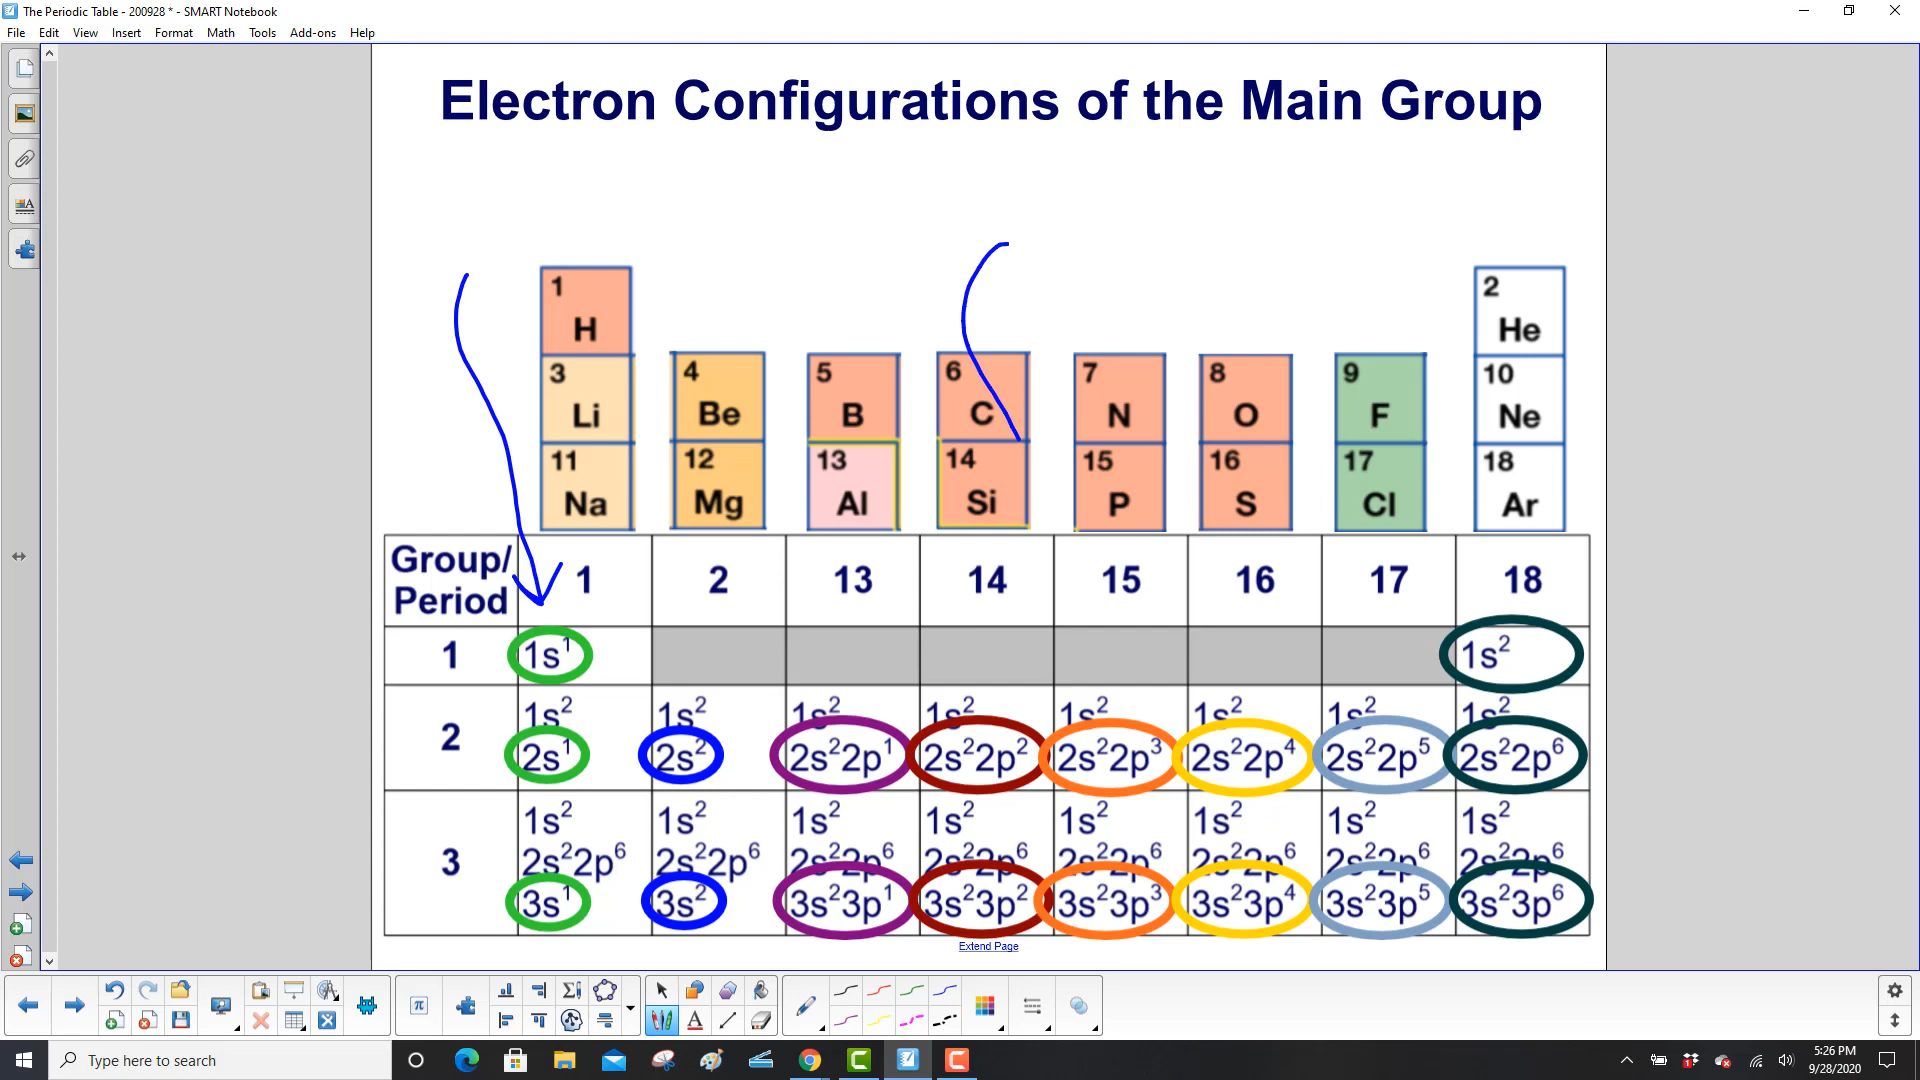 The Periodic Table - 200928 * - SMART Notebook
File Edit View Insert Format Math Tools Add-ons Help
Electron Configurations of the Main Group
1 2
H He
3 4 5 6 7 8 9 10
Li Be B C N O F Ne
11 12 13 14 15 16 17 18
Na Mg Al Si P S Cl Ar
Group/
Period 1 2 13 14 15 16 17 18
1 1s¹ 1s²
1s² 1s² 1s² 1s² 1s² 1s² 1s² 1s²
2 2s¹ 2s² 2s²2p¹ 2s²2p² 2s²2p³ 2s²2p⁴ 2s²2p⁵ 2s²2p⁶
1s² 1s² 1s² 1s² 1s² 1s² 1s² 1s²
3 2s²2p⁶ 2s²2p⁶ 2s²2p⁶ 2s²2p⁶ 2s²2p⁶ 2s²2p⁶ 2s²2p⁶ 2s²2p⁶
3s¹ 3s² 3s²3p¹ 3s²3p² 3s²3p³ 3s²3p⁴ 3s²3p⁵ 3s²3p⁶
Extend Page
Type here to search
5:26 PM
9/28/2020